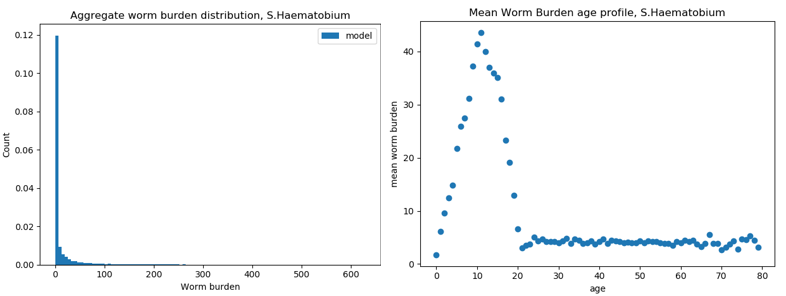 Aggregate worm burden distribution, S.Haematobium
0.12
0.10
0.08
0.06
0.04
0.02
0.00
Count
model
0 100 200 300 400 500 600
Worm burden
Mean Worm Burden age profile, S.Haematobium
40
30
20
10
0
mean worm burden
0 10 20 30 40 50 60 70 80
age